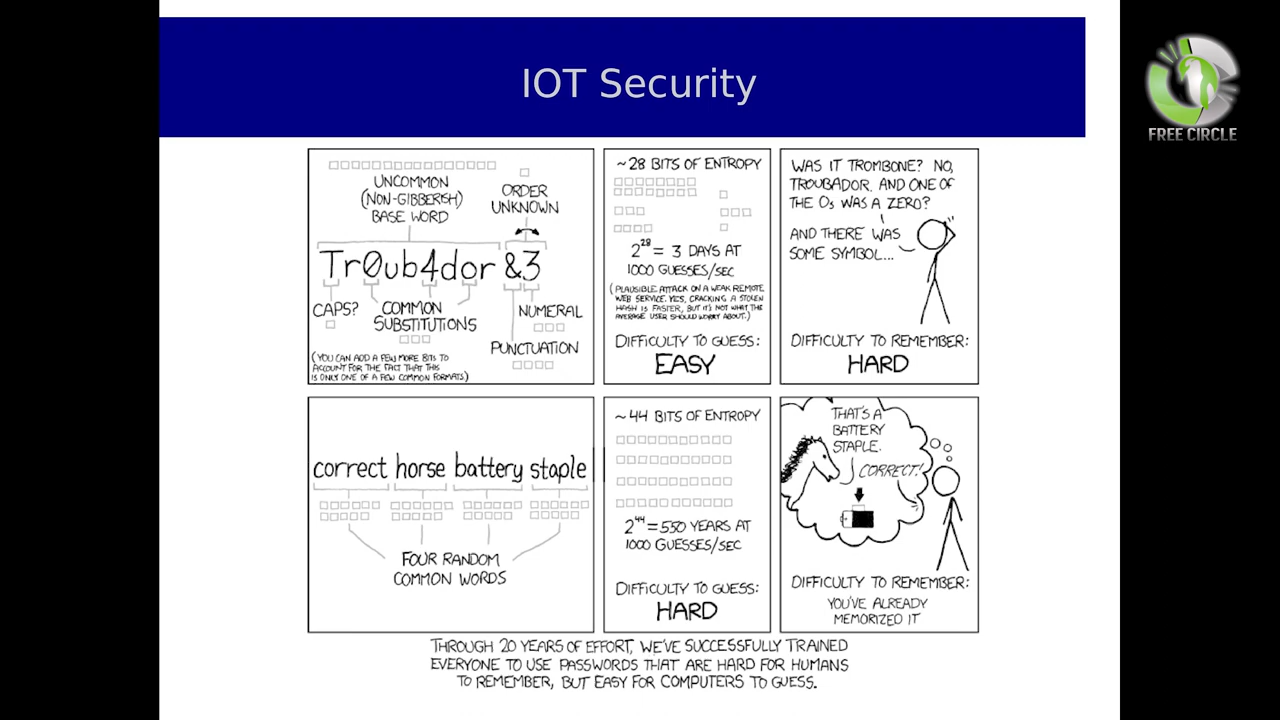 IOT Security
FREE CIRCLE
UNCOMMON
(NON-GIBBERISH)
BASE WORD
ORDER
UNKNOWN
Tr0ub4dor &3
CAPS?
COMMON
SUBSTITUTIONS
NUMERAL
PUNCTUATION
(YOU CAN ADD A FEW MORE BITS TO
ACCOUNT FOR THE FACT THAT THIS
IS ONLY ONE OF A FEW COMMON FORMATS.)
~28 BITS OF ENTROPY
2^28 = 3 DAYS AT
1000 GUESSES/SEC
(PLAUSIBLE ATTACK ON A WEAK REMOTE
WEB SERVICE. YES, CRACKING A STOLEN
HASH IS FASTER, BUT IT'S NOT WHAT THE
AVERAGE USER SHOULD WORRY ABOUT.)
DIFFICULTY TO GUESS:
EASY
WAS IT TROMBONE? NO,
TROUBADOR. AND ONE OF
THE Os WAS A ZERO?
AND THERE WAS
SOME SYMBOL...
DIFFICULTY TO REMEMBER:
HARD
correct horse battery staple
FOUR RANDOM
COMMON WORDS
~44 BITS OF ENTROPY
2^44 = 550 YEARS AT
1000 GUESSES/SEC
DIFFICULTY TO GUESS:
HARD
THAT'S A
BATTERY
STAPLE.
CORRECT!
DIFFICULTY TO REMEMBER:
YOU'VE ALREADY
MEMORIZED IT
THROUGH 20 YEARS OF EFFORT, WE'VE SUCCESSFULLY TRAINED
EVERYONE TO USE PASSWORDS THAT ARE HARD FOR HUMANS
TO REMEMBER, BUT EASY FOR COMPUTERS TO GUESS.